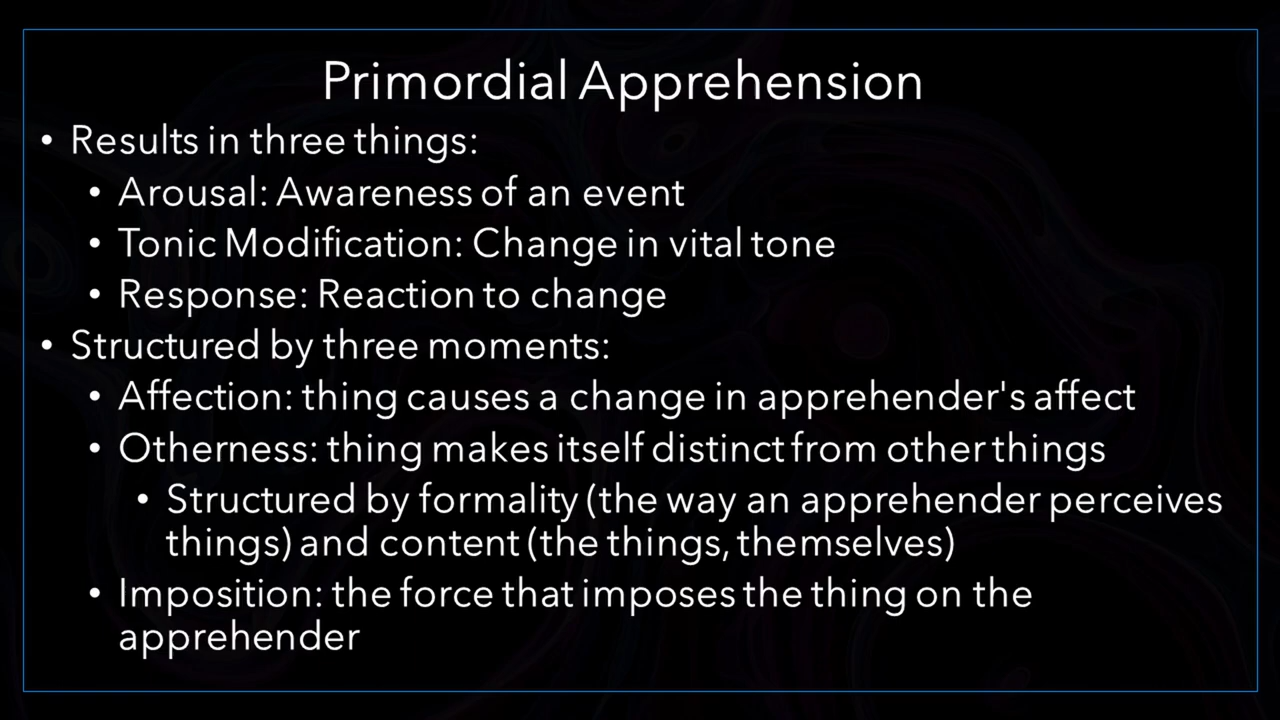 Primordial Apprehension
• Results in three things:
• Arousal: Awareness of an event
• Tonic Modification: Change in vital tone
• Response: Reaction to change
• Structured by three moments:
• Affection: thing causes a change in apprehender's affect
• Otherness: thing makes itself distinct from other things
• Structured by formality (the way an apprehender perceives
things) and content (the things, themselves)
• Imposition: the force that imposes the thing on the
apprehender